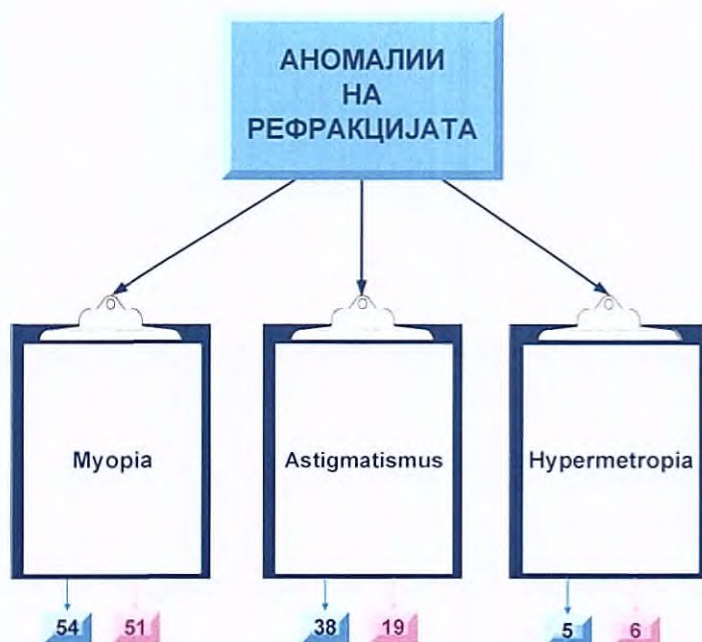 АНОМАЛИИ
НА
РЕФРАКЦИЈАТА
Myopia
Astigmatismus
Hypermetropia
54 51 38 19 5 6